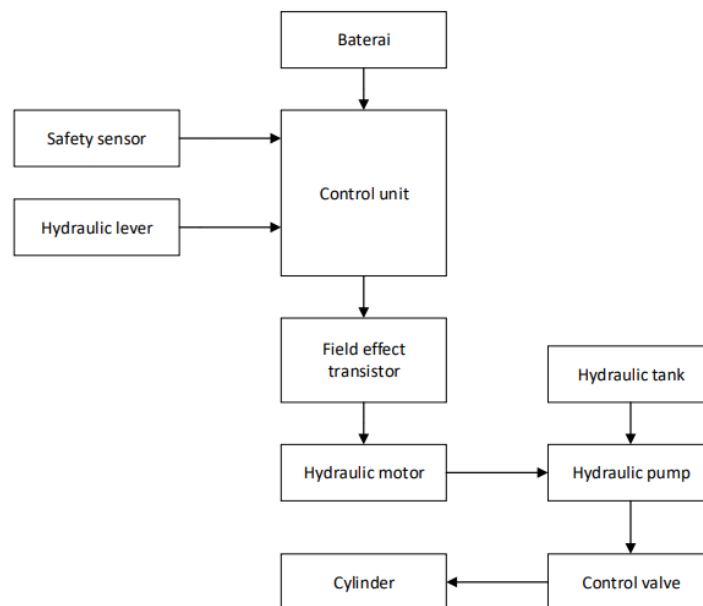 Baterai
Safety sensor
Control unit
Hydraulic lever
Field effect
transistor
Hydraulic tank
Hydraulic motor
Hydraulic pump
Cylinder
Control valve